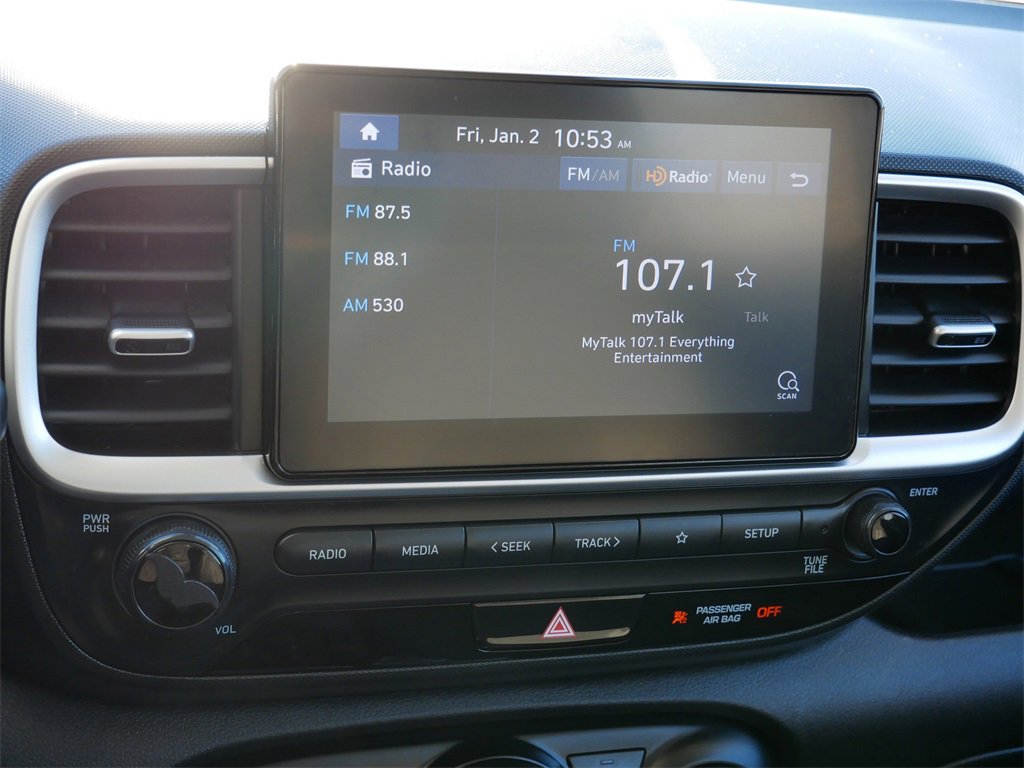 Fri, Jan. 2 10:53 AM
Radio FM/AM HD Radio Menu
FM 87.5
FM 88.1
AM 530
FM
107.1
myTalk Talk
MyTalk 107.1 Everything
Entertainment
SCAN
PWR
PUSH
VOL
RADIO MEDIA < SEEK TRACK > SETUP
ENTER
TUNE
FILE
PASSENGER
AIR BAG OFF